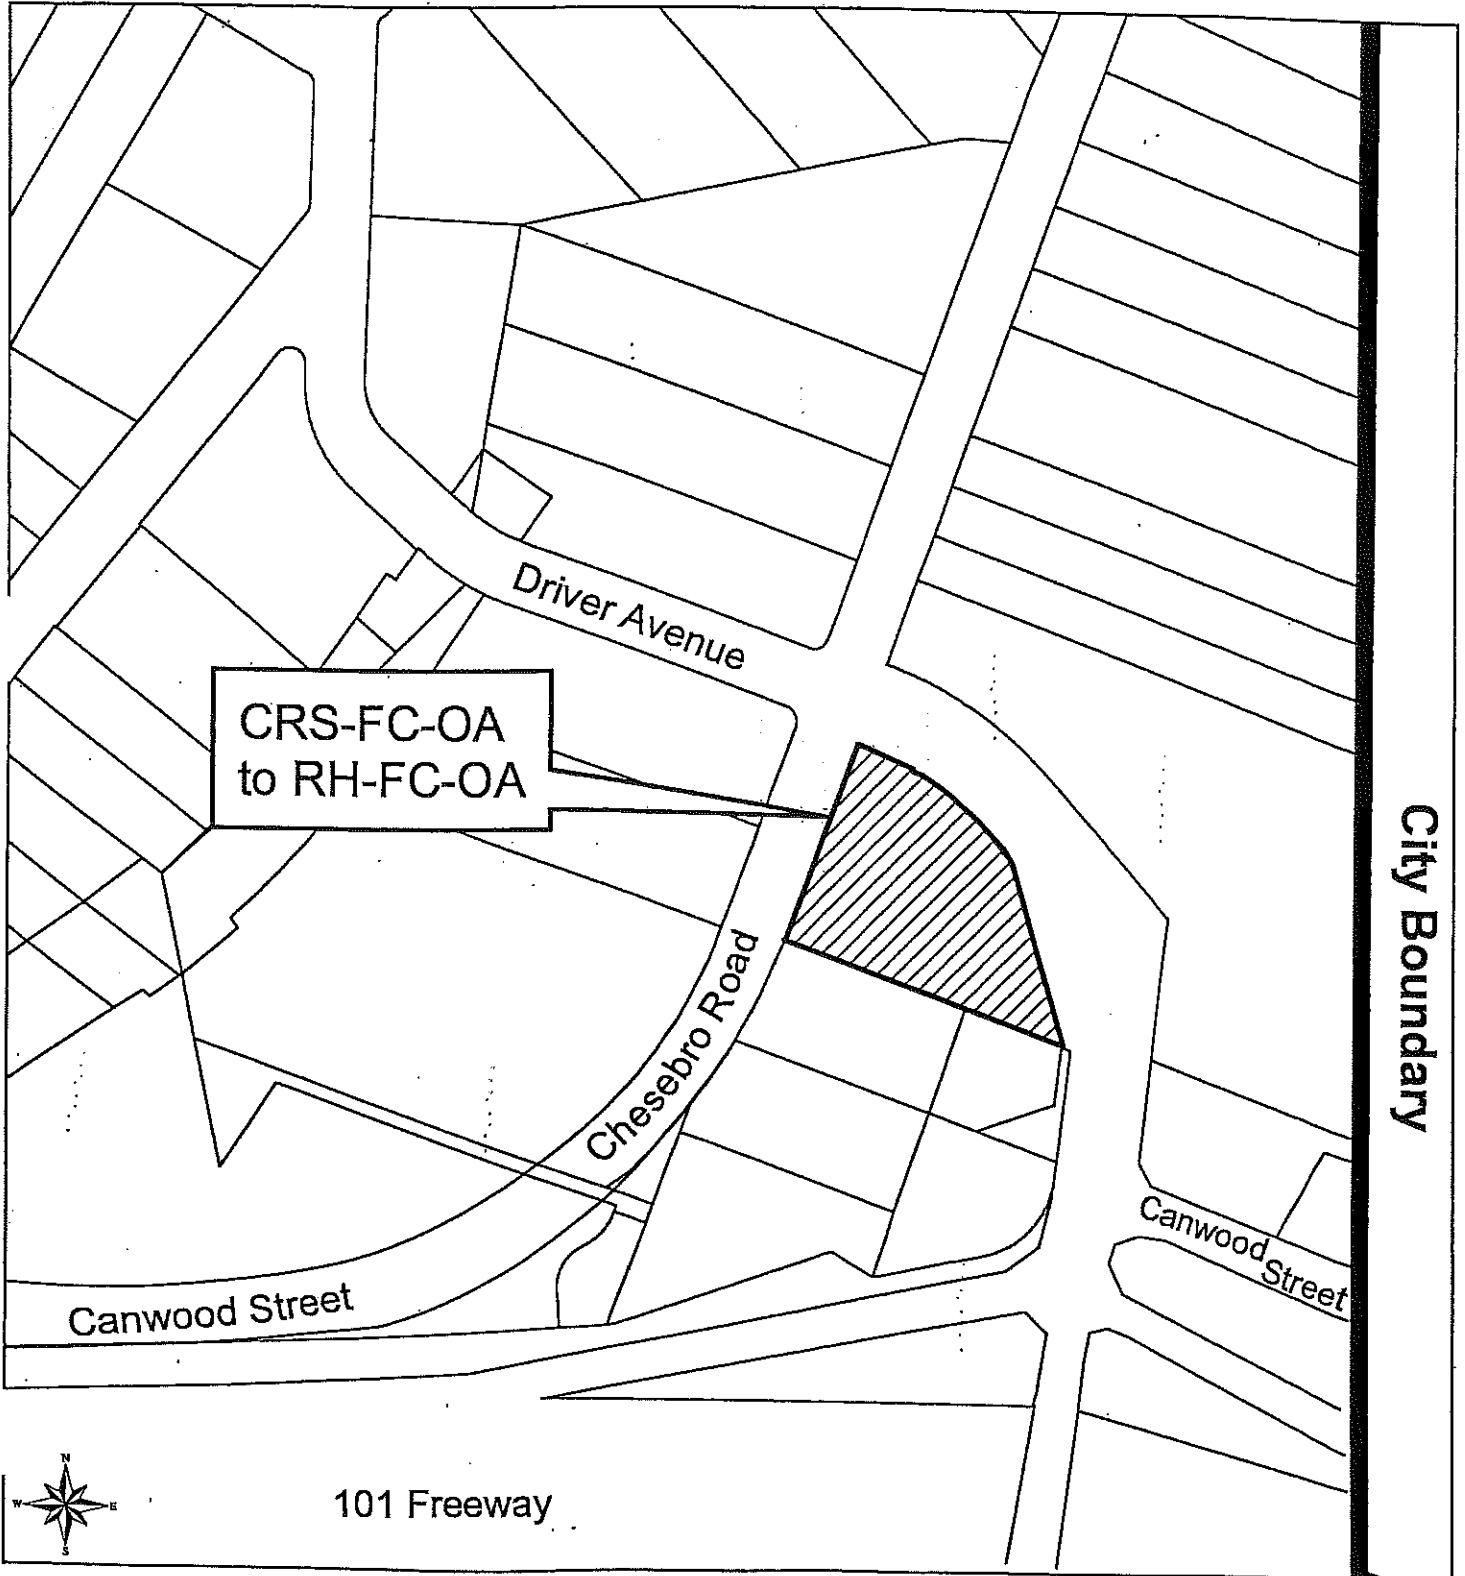 Driver Avenue
CRS-FC-OA
to RH-FC-OA
City Boundary
Chesebro Road
Canwood Street
Canwood Street
N
W
E
S
101 Freeway